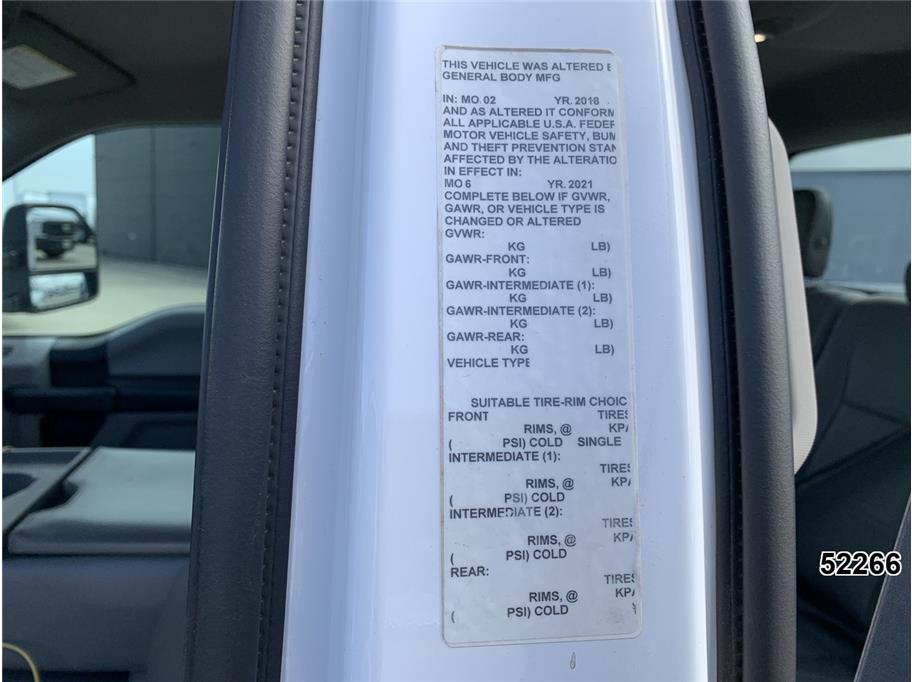 THIS VEHICLE WAS ALTERED B
GENERAL BODY MFG
IN: MO. 02 YR. 2018
AND AS ALTERED IT CONFORM
ALL APPLICABLE U.S.A. FEDER
MOTOR VEHICLE SAFETY, BUM
AND THEFT PREVENTION STAN
AFFECTED BY THE ALTERATIO
IN EFFECT IN:
MO 6 YR. 2021
COMPLETE BELOW IF GVWR,
GAWR, OR VEHICLE TYPE IS
CHANGED OR ALTERED
GVWR:
KG LB)
GAWR-FRONT:
KG LB)
GAWR-INTERMEDIATE (1):
KG LB)
GAWR-INTERMEDIATE (2):
KG LB)
GAWR-REAR:
KG LB)
VEHICLE TYPE
SUITABLE TIRE-RIM CHOIC
FRONT TIRES
RIMS, @ KPA
( PSI) COLD SINGLE
INTERMEDIATE (1):
TIRES
RIMS, @ KPA
( PSI) COLD
INTERMEDIATE (2):
TIRES
RIMS, @ KPA
( PSI) COLD
REAR:
TIRES
RIMS, @ KPA
( PSI) COLD
52266